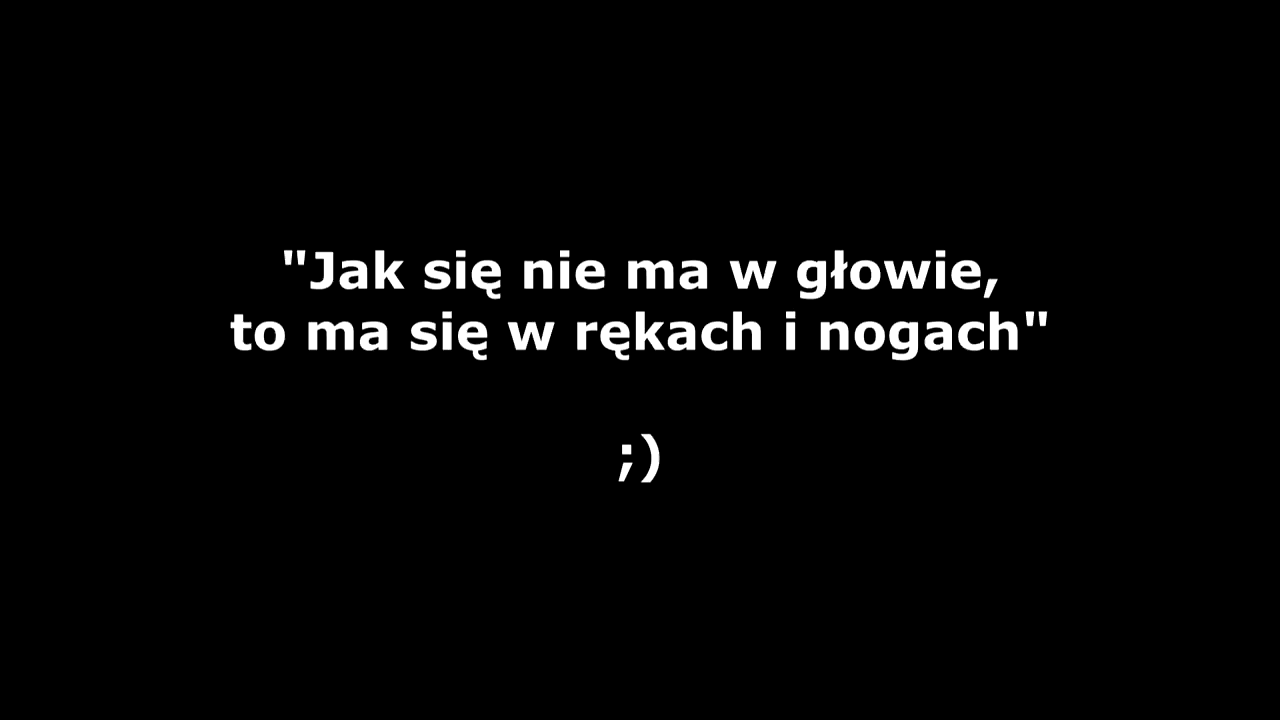 "Jak się nie ma w głowie,
to ma się w rękach i nogach"
;)